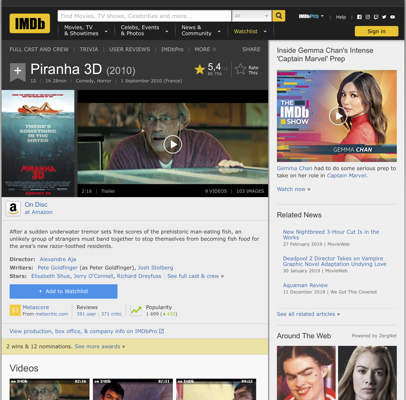 IMDb
Find Movies, TV shows, Celebrities and more...
All
IMDbPro
Help
Movies, TV
& Showtimes
Celebs, Events
& Photos
News &
Community
Watchlist
Sign in
FULL CAST AND CREW | TRIVIA | USER REVIEWS | IMDbPro | MORE
SHARE
Piranha 3D (2010)
5,4
Rate
This
12 | 1h 28min | Comedy, Horror | 1 September 2010 (France)
THERE'S
SOMETHING
IN THE
WATER
PIRANHA
3D
2:16 | Trailer
9 VIDEOS | 103 IMAGES
On Disc
at Amazon
After a sudden underwater tremor sets free scores of the prehistoric man-eating fish, an
unlikely group of strangers must band together to stop themselves from becoming fish food for
the area's new razor-toothed residents.
Director: Alexandre Aja
Writers: Pete Goldfinger (as Peter Goldfinger), Josh Stolberg
Stars: Elisabeth Shue, Jerry O'Connell, Richard Dreyfuss | See full cast & crew »
+ Add to Watchlist
53
Metascore
From metacritic.com
Reviews
391 user | 371 critic
Popularity
View production, box office, & company info on IMDbPro
2 wins & 12 nominations. See more awards »
Videos
Inside Gemma Chan's Intense
'Captain Marvel' Prep
THE
IMDb
SHOW
GEMMA CHAN
Gemma Chan had to do some serious prep to
take on her role in Captain Marvel.
Watch now »
Related News
New Nightbreed 3-Hour Cut Is in the
Works
27 February 2019 | MovieWeb
Deadpool 2 Director Takes on Vampire
Graphic Novel Adaptation Undying Love
30 January 2019 | MovieWeb
Aquaman Review
11 December 2018 | We Got This Covered
See all related articles »
Around The Web
Powered by ZergNet